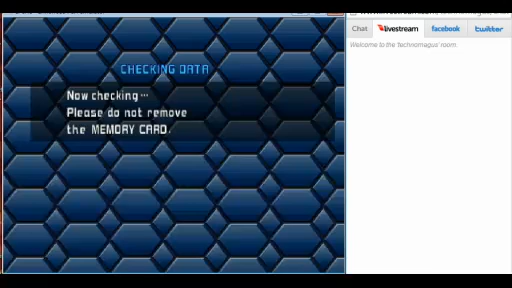 Chat livestream facebook twitter
Welcome to the 'technomagus' room.
CHECKING DATA
Now checking...
Please do not remove
the MEMORY CARD.